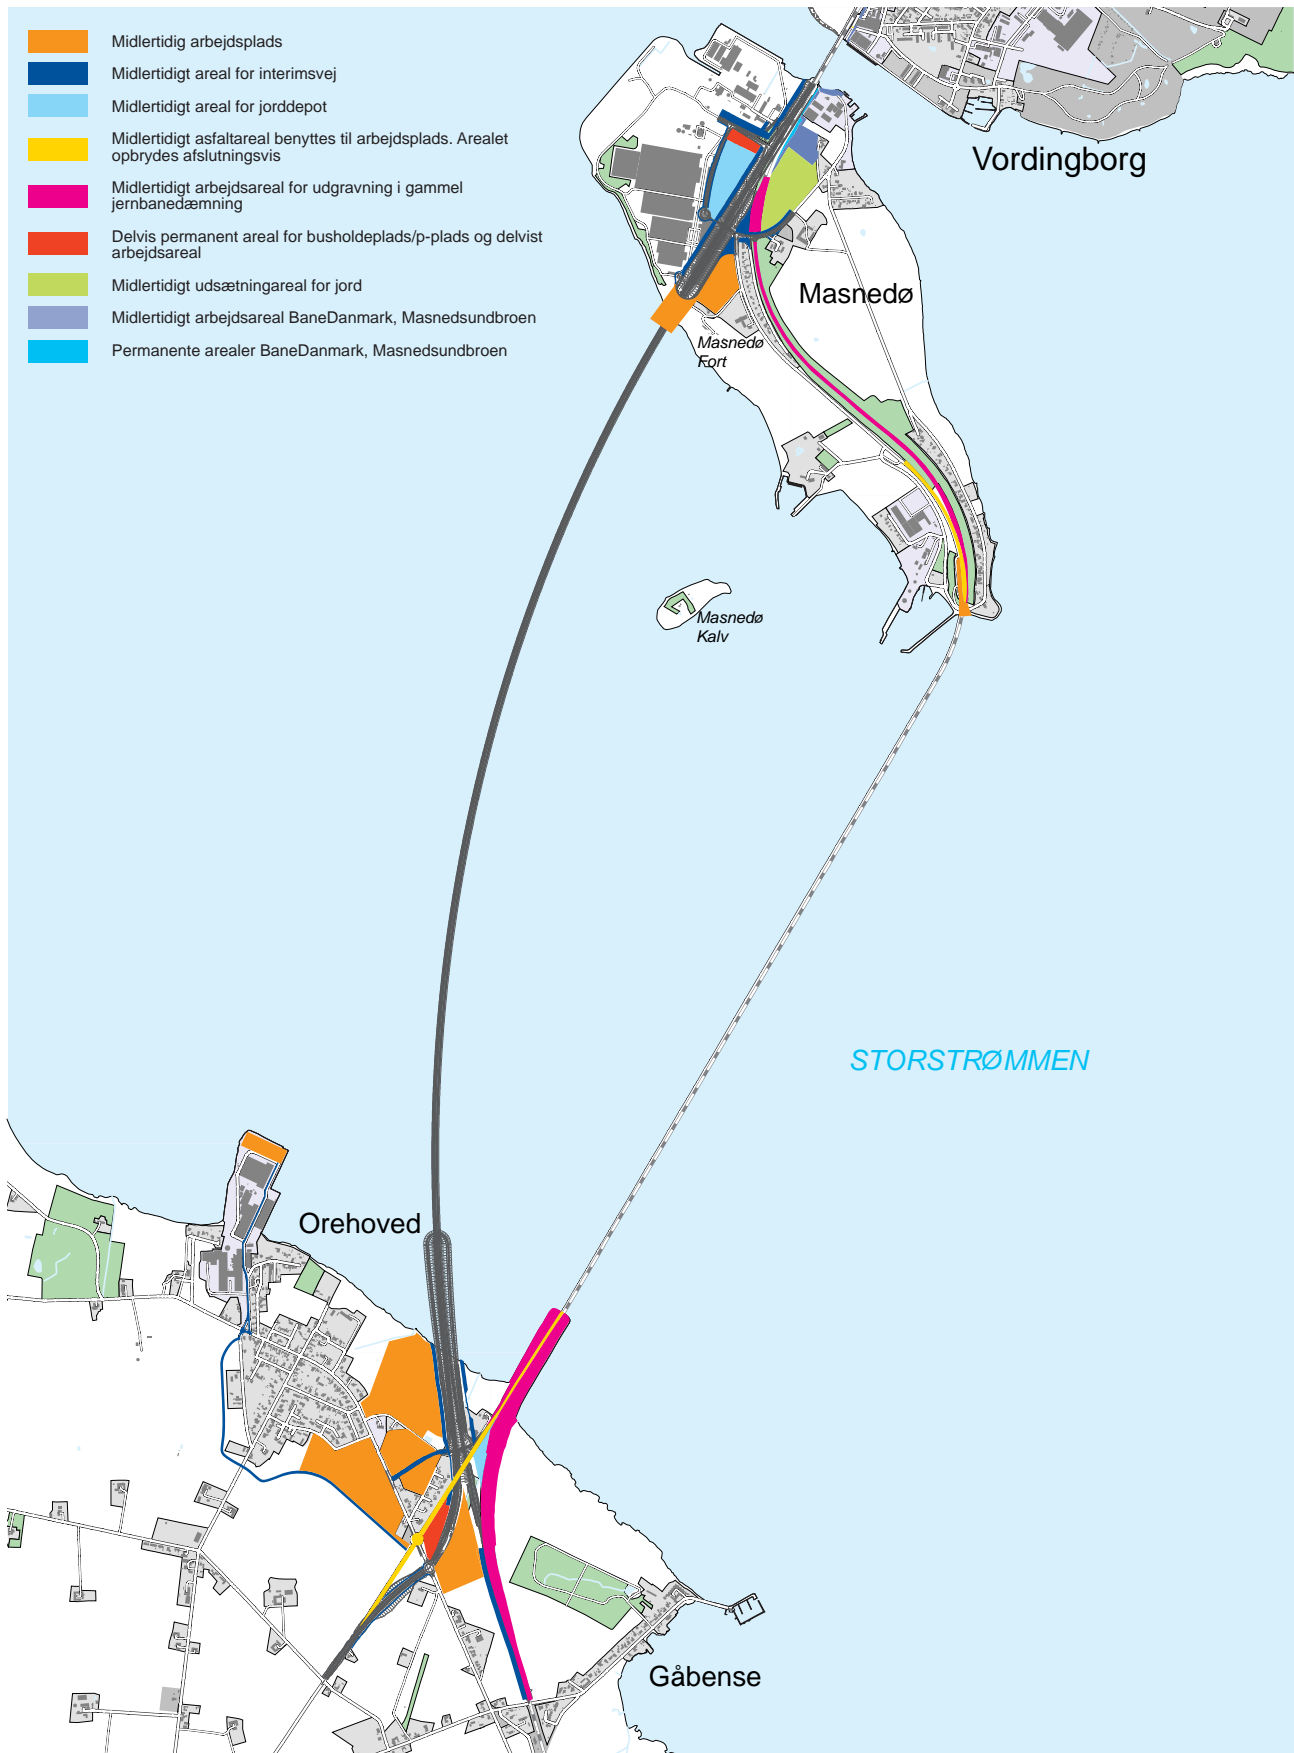 Midlertidig arbejdsplads
Midlertidigt areal for interimsvej
Midlertidigt areal for jorddepot
Midlertidigt asfaltareal benyttes til arbejdsplads. Arealet
opbrydes afslutningsvis
Midlertidigt arbejdsareal for udgravning i gammel
jernbanedæmning
Delvis permanent areal for busholdeplads/p-plads og delvist
arbejdsareal
Midlertidigt udsætningareal for jord
Midlertidigt arbejdsareal BaneDanmark, Masnedsundbroen
Permanente arealer BaneDanmark, Masnedsundbroen
Vordingborg
Masnedø
Masnedø
Fort
Masnedø
Kalv
STORSTRØMMEN
Orehoved
Gåbense